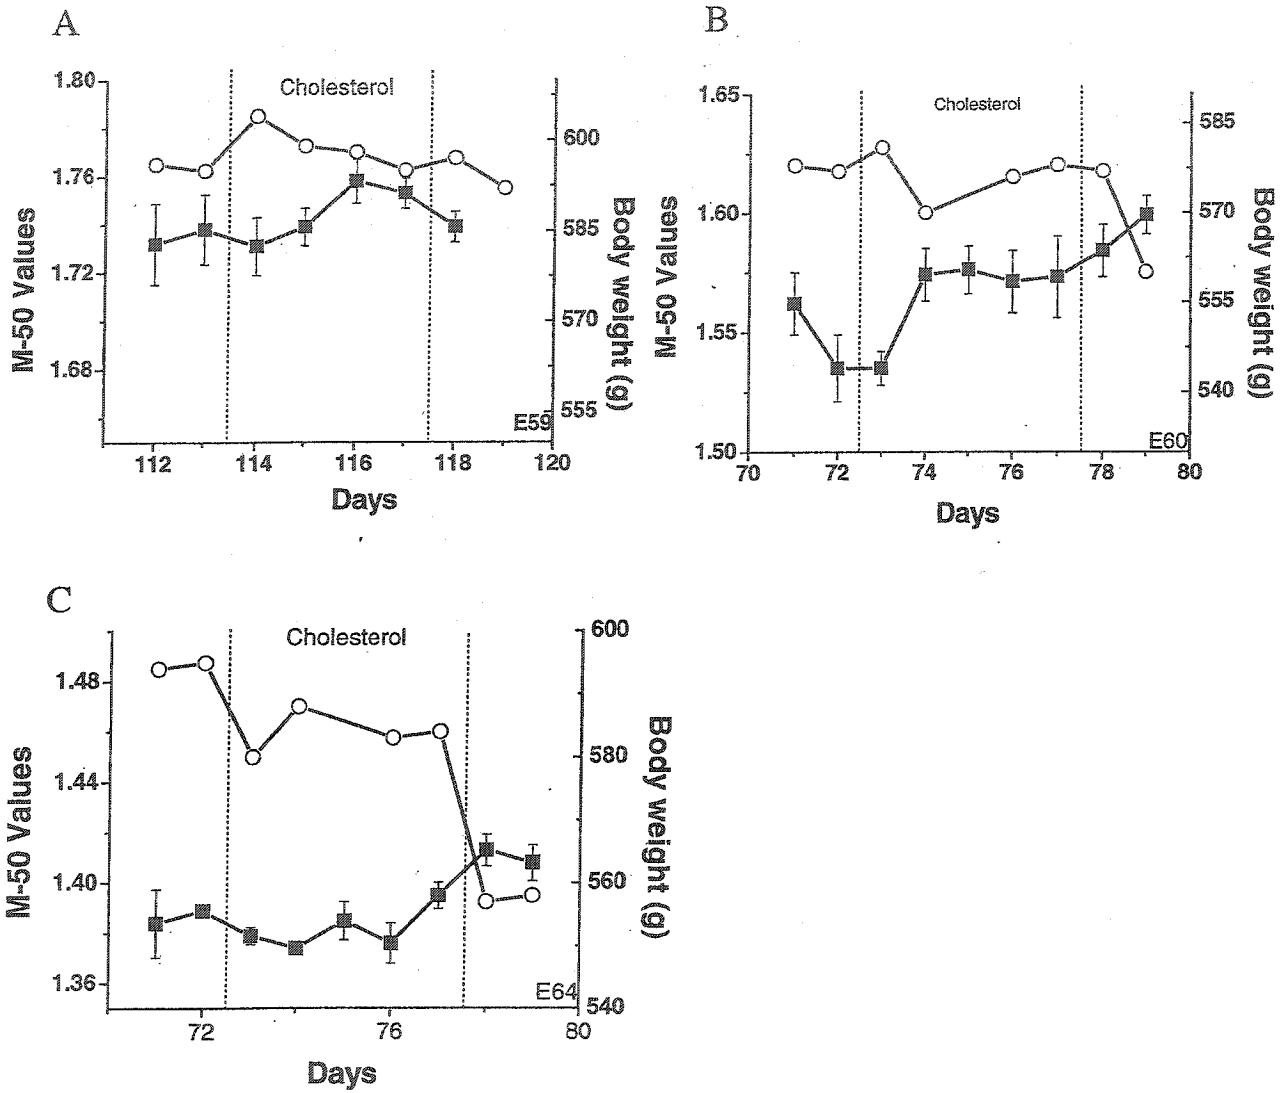 A
Cholesterol
1.80
1.76
1.72
1.68
M-50 Values
600
585
570
555
Body weight (g)
E59
112
114
116
118
120
Days
B
Cholesterol
1.65
1.60
1.55
1.50
M-50 Values
585
570
555
540
Body weight (g)
E60
70
72
74
76
78
80
Days
C
Cholesterol
1.48
1.44
1.40
1.36
M-50 Values
600
580
560
540
Body weight (g)
E64
72
76
80
Days